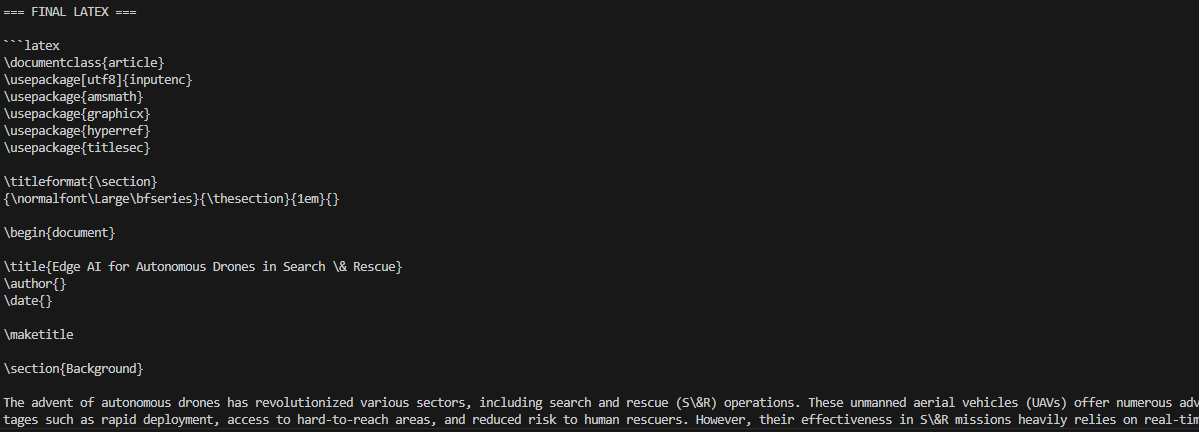 === FINAL LATEX ===
```latex
\documentclass{article}
\usepackage[utf8]{inputenc}
\usepackage{amsmath}
\usepackage{graphicx}
\usepackage{hyperref}
\usepackage{titlesec}
\titleformat{\section}
{\normalfont\Large\bfseries}{\thesection}{1em}{}
\begin{document}
\title{Edge AI for Autonomous Drones in Search \& Rescue}
\author{}
\date{}
\maketitle
\section{Background}
The advent of autonomous drones has revolutionized various sectors, including search and rescue (S\&R) operations. These unmanned aerial vehicles (UAVs) offer numerous adv
tages such as rapid deployment, access to hard-to-reach areas, and reduced risk to human rescuers. However, their effectiveness in S\&R missions heavily relies on real-tim